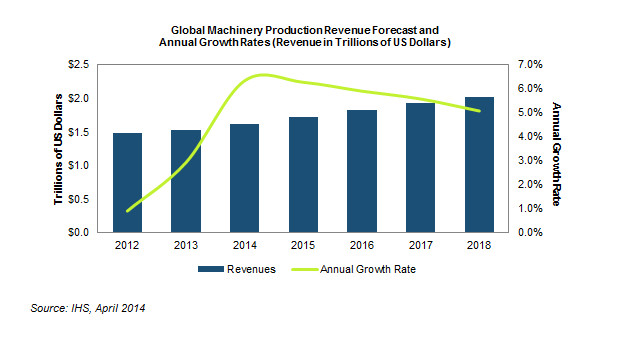 Global Machinery Production Revenue Forecast and
Annual Growth Rates (Revenue in Trillions of US Dollars)
$2.5
$2.0
$1.5
$1.0
$0.5
$0.0
Trillions of US Dollars
7.0%
6.0%
5.0%
4.0%
3.0%
2.0%
1.0%
0.0%
Annual Growth Rate
2012 2013 2014 2015 2016 2017 2018
Revenues Annual Growth Rate
Source: IHS, April 2014